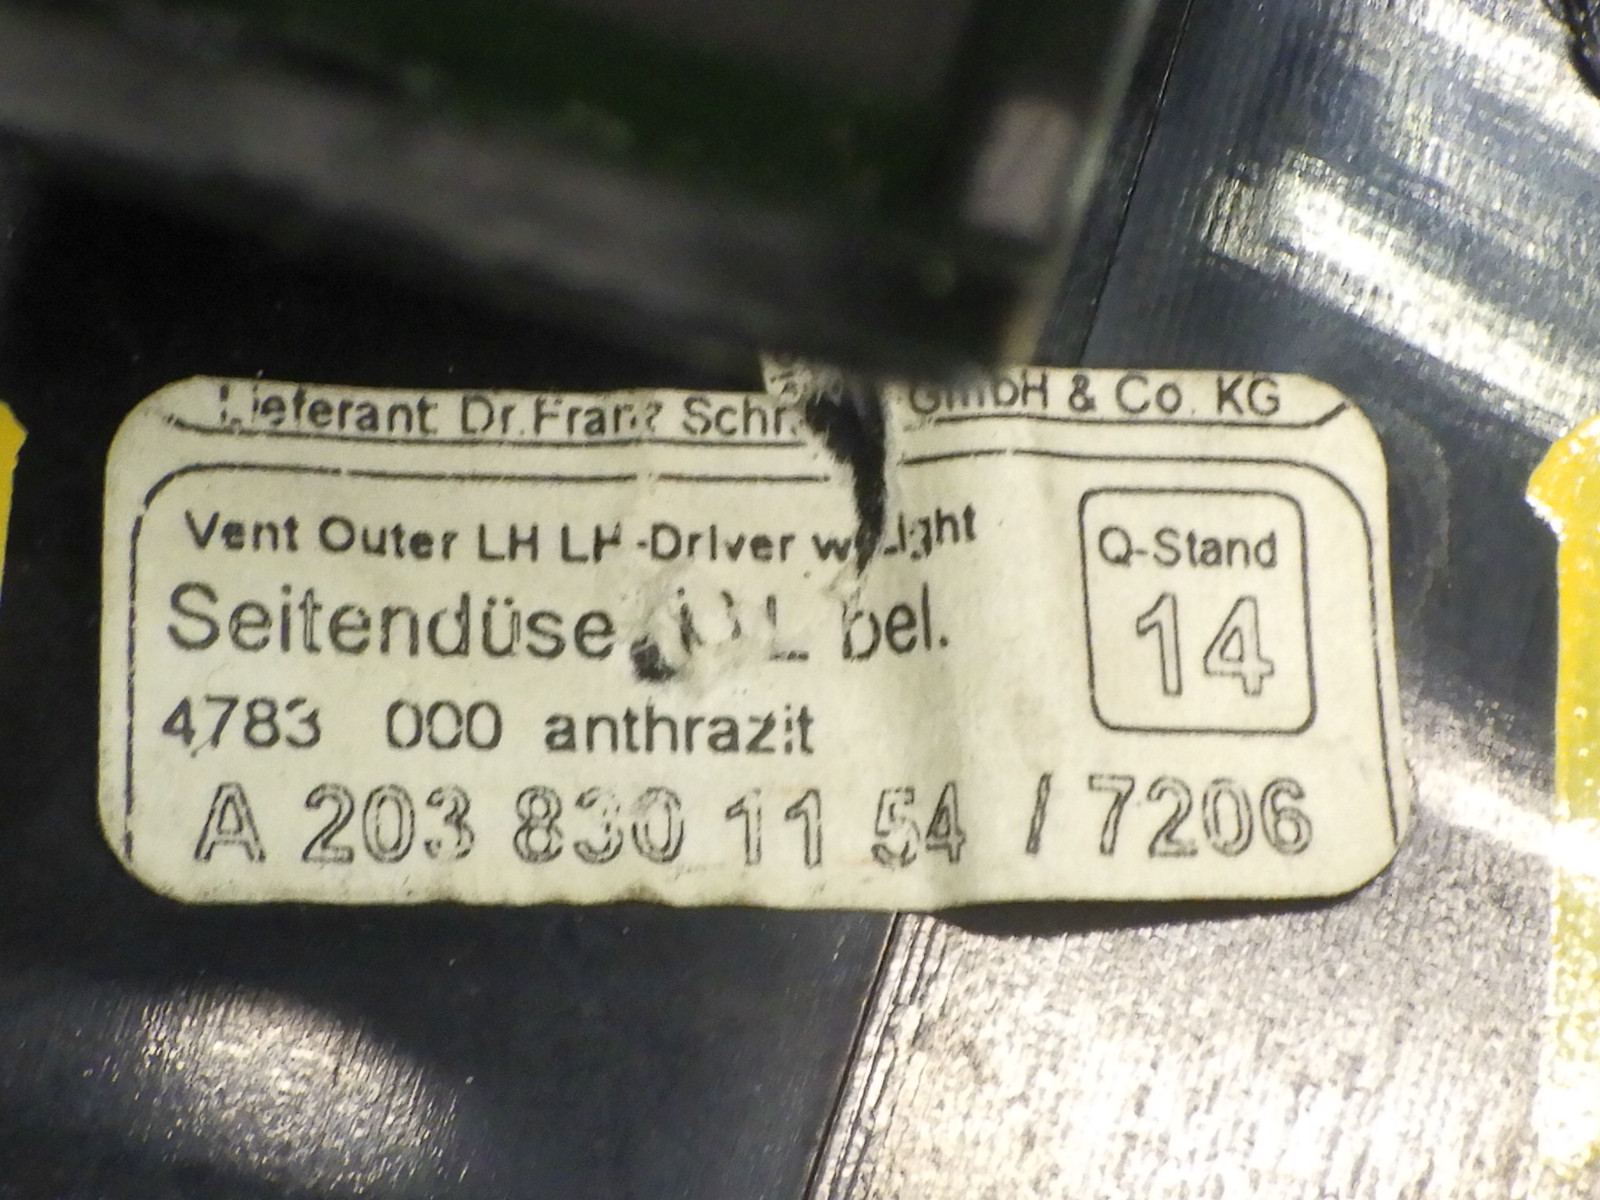 Lieferant Dr. Franz GmbH & Co. KG
Vent Outer LH LH-Driver
Q-Stand
14
Seitendüse bel.
4783 000 anthrazit
A 203 830 11 54 / 7206